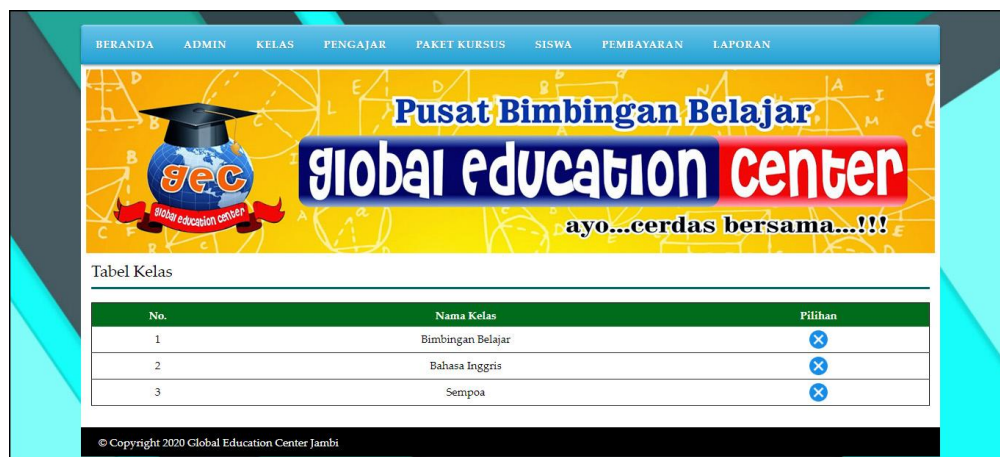 BERANDA ADMIN KELAS PENGAJAR PAKET KURSUS SISWA PEMBAYARAN LAPORAN
Pusat Bimbingan Belajar
gec
global education center
global education center
ayo...cerdas bersama...!!!
Tabel Kelas
No. Nama Kelas Pilihan
1 Bimbingan Belajar
2 Bahasa Inggris
3 Sempoa
© Copyright 2020 Global Education Center Jambi